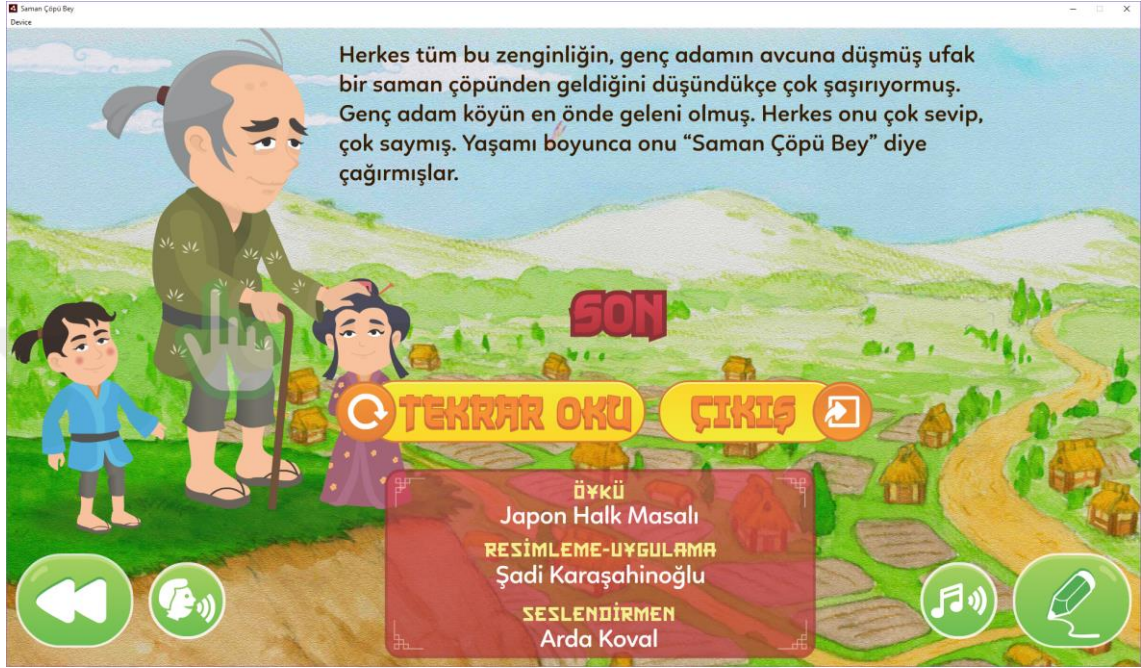 Saman Çöpü Bey
Device
Herkes tüm bu zenginliğin, genç adamın avcuna düşmüş ufak
bir saman çöpünden geldiğini düşündükçe çok şaşırıyormuş.
Genç adam köyün en önde geleni olmuş. Herkes onu çok sevip,
çok saymış. Yaşamı boyunca onu “Saman Çöpü Bey” diye
çağırmışlar.
SON
TEKRAR OKU
ÇIKIŞ
ÖYKÜ
Japon Halk Masalı
RESİMLEME-UYGULAMA
Şadi Karaşahinoğlu
SESLENDİRMEN
Arda Koval